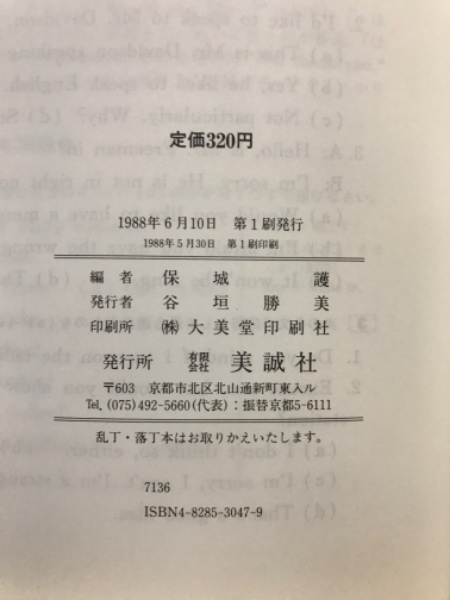 定価320円
1988年6月10日 第1刷発行
1988年5月30日 第1刷印刷
編者 保城護
発行者 谷垣勝美
印刷所 ㈱大美堂印刷社
発行所 有限会社 美誠社
〒603 京都市北区北山通新町東入ル
Tel. (075)492-5660(代表):振替京都5-6111
乱丁・落丁本はお取りかえいたします。
7136
ISBN4-8285-3047-9